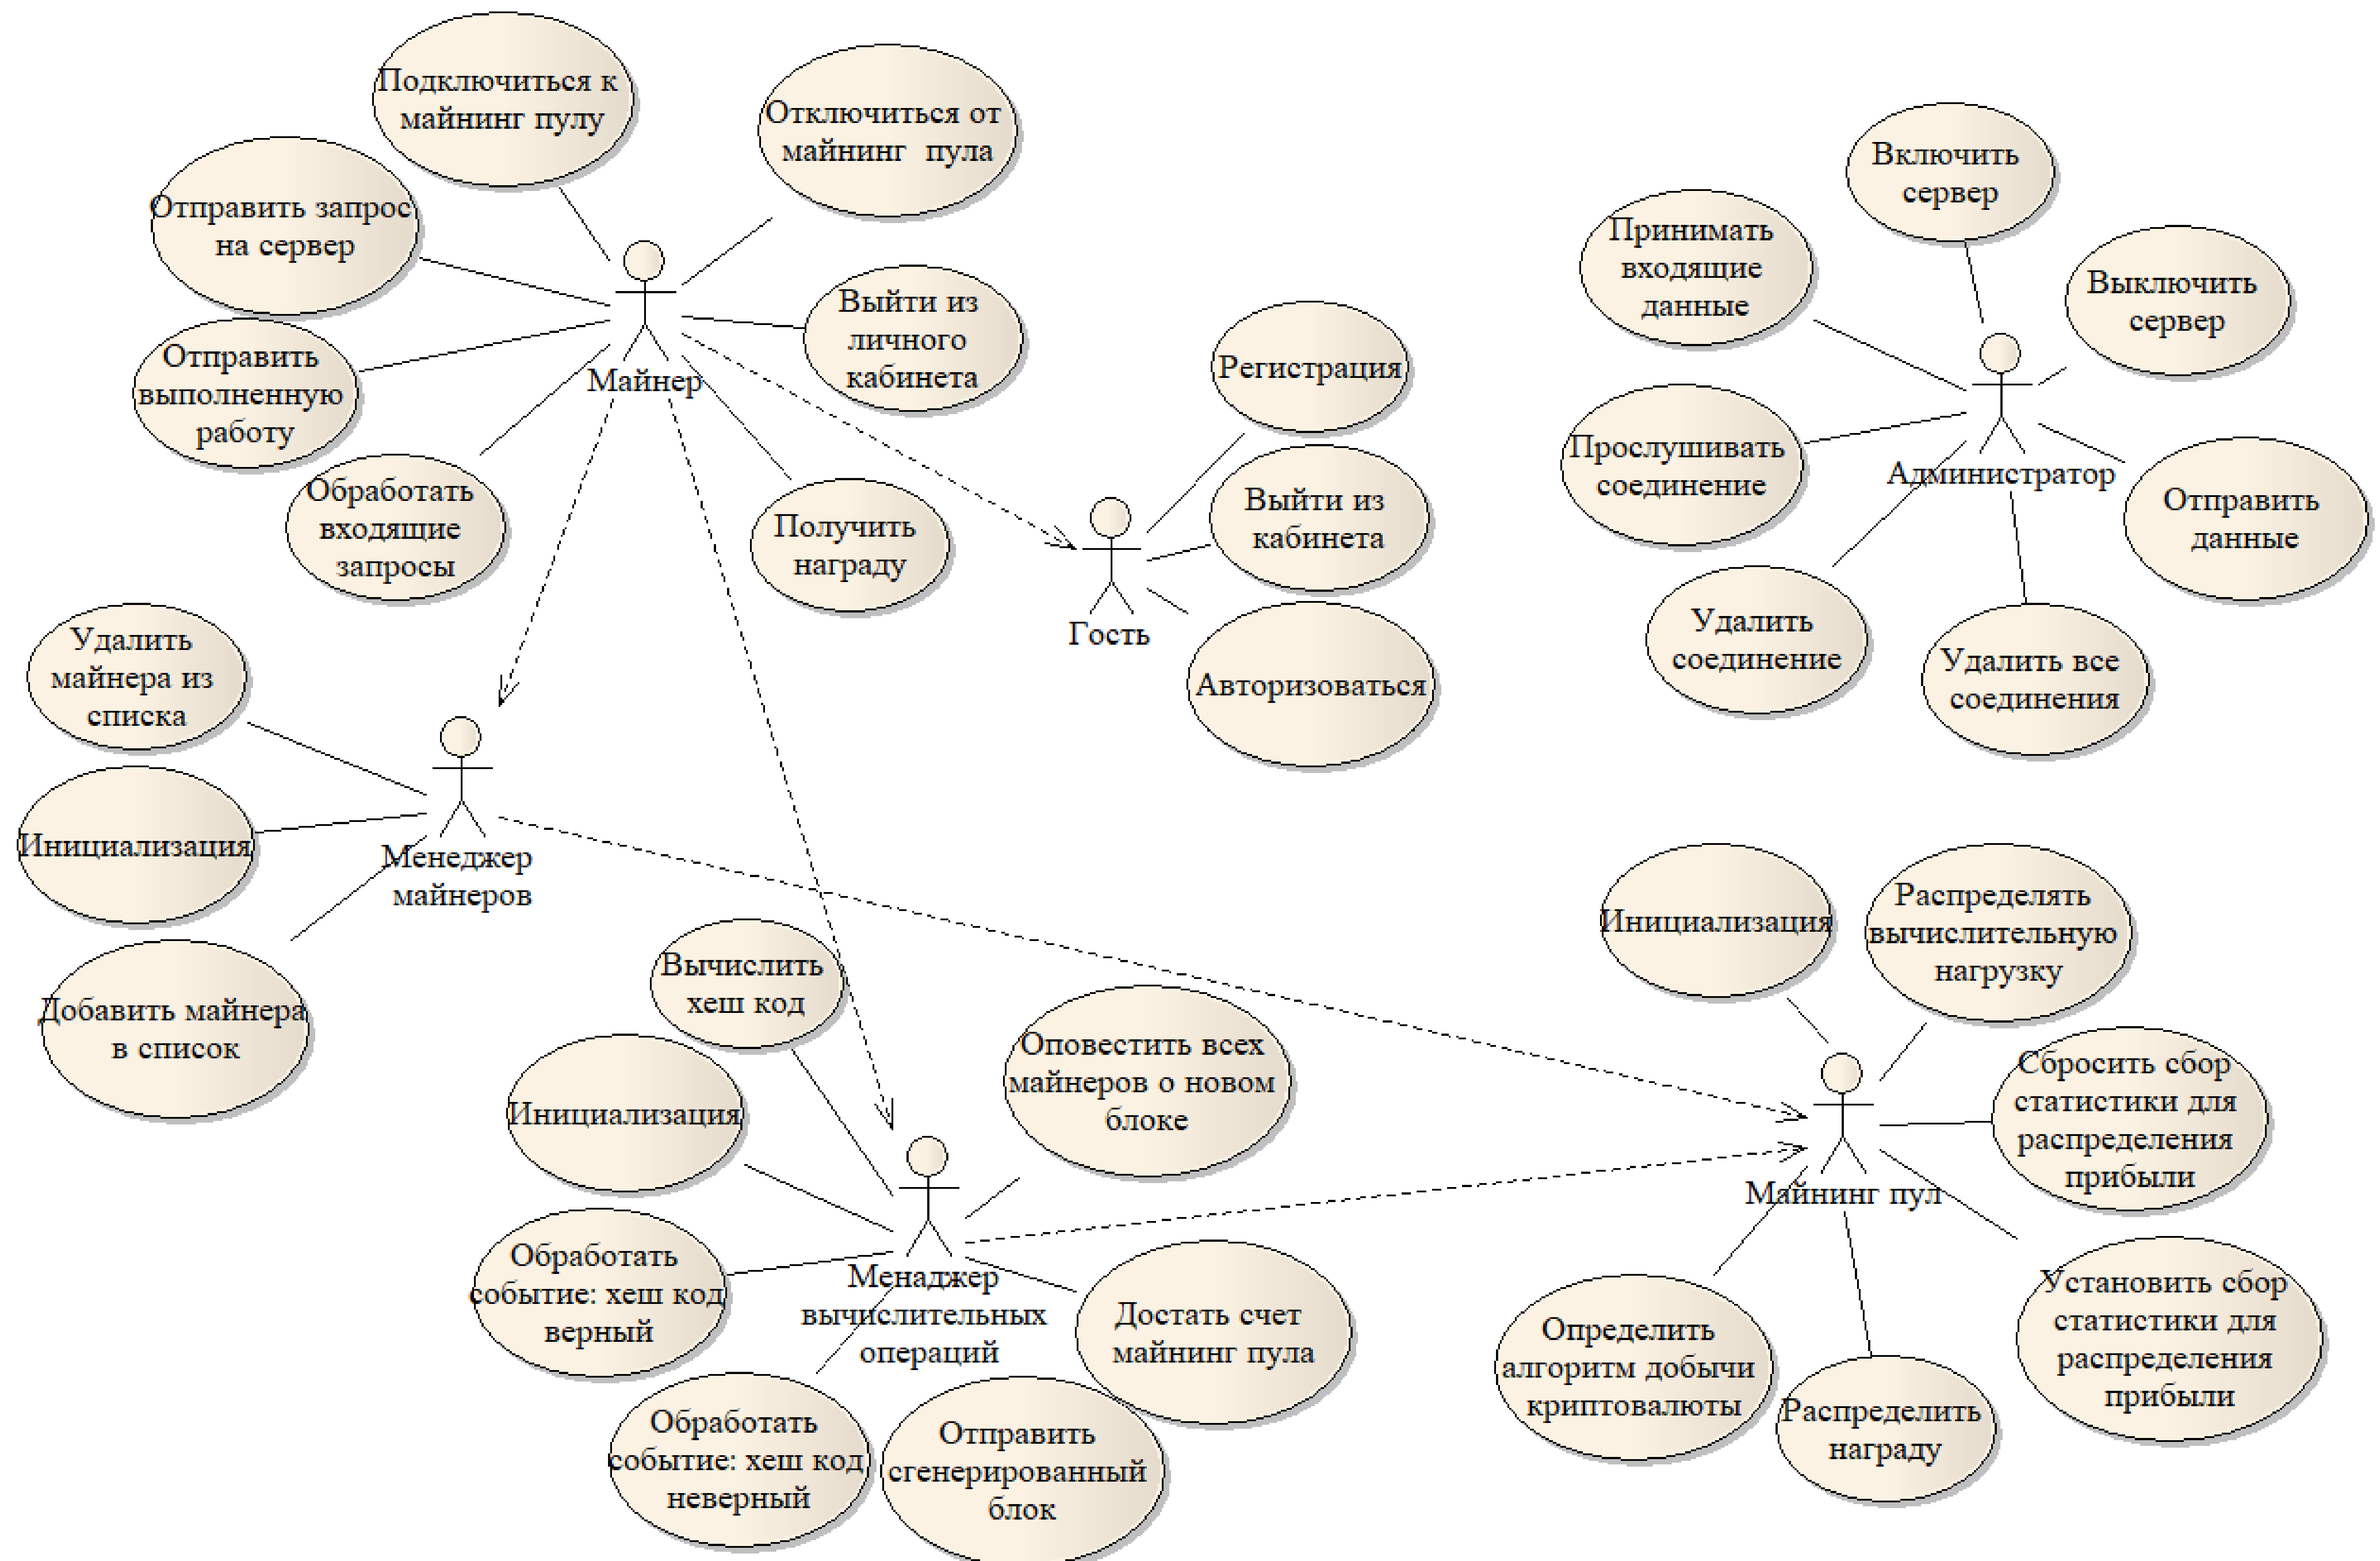 Подключиться к
майнинг пулу
Отключиться от
майнинг пула
Отправить запрос
на сервер
Выйти из
личного
кабинета
Отправить
выполненную
работу
Майнер
Обработать
входящие
запросы
Получить
награду
Регистрация
Выйти из
кабинета
Гость
Авторизоваться
Включить
сервер
Принимать
входящие
данные
Выключить
сервер
Прослушивать
соединение
Администратор
Отправить
данные
Удалить
соединение
Удалить все
соединения
Удалить
майнера из
списка
Инициализация
Менеджер
майнеров
Добавить майнера
в список
Вычислить
хеш код
Инициализация
Оповестить всех
майнеров о новом
блоке
Обработать
событие: хеш код
верный
Менаджер
вычислительных
операций
Достать счет
майнинг пула
Обработать
событие: хеш код
неверный
Отправить
сгенерированный
блок
Инициализация
Распределять
вычислительную
нагрузку
Сбросить сбор
статистики для
распределения
прибыли
Майнинг пул
Установить сбор
статистики для
распределения
прибыли
Определить
алгоритм добычи
криптовалюты
Распределить
награду